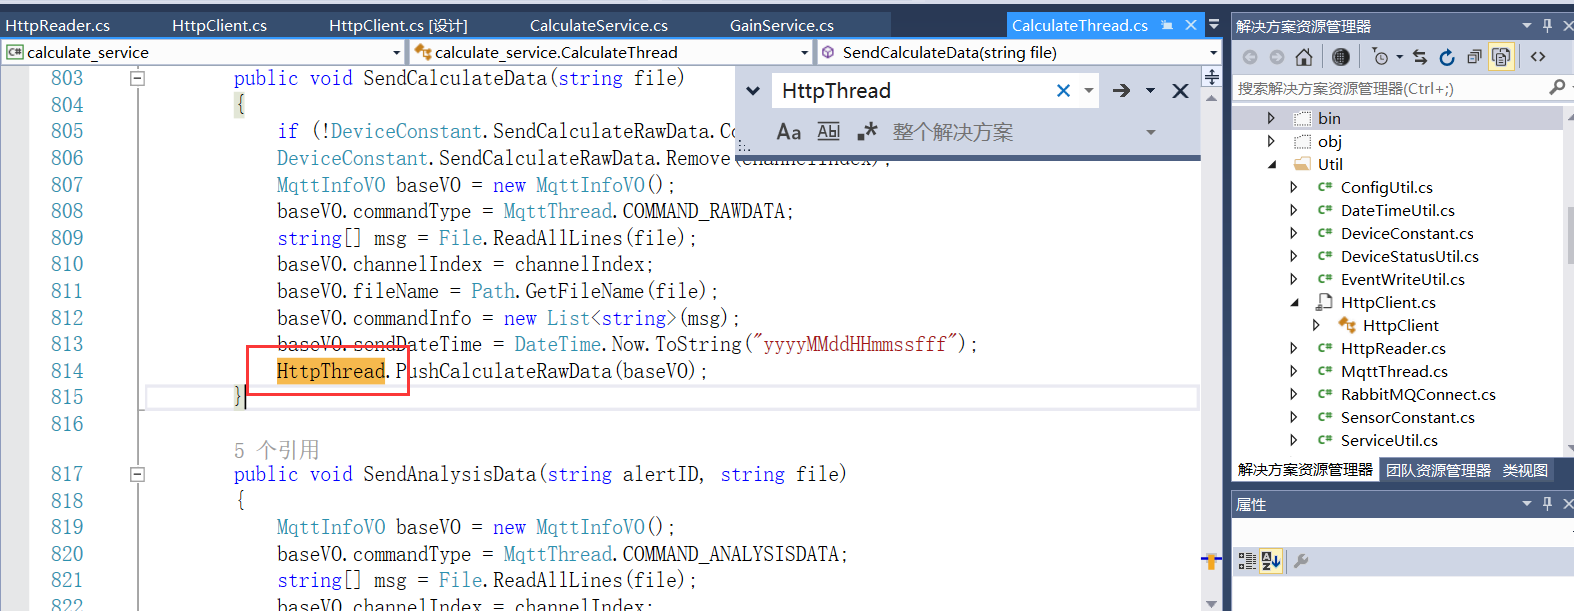 HttpReader.cs HttpClient.cs HttpClient.cs [设计] CalculateService.cs GainService.cs CalculateThread.cs
calculate_service calculate_service.CalculateThread SendCalculateData(string file)
803 public void SendCalculateData(string file)
804 {
805 if (!DeviceConstant.SendCalculateRawData.Co
806 DeviceConstant.SendCalculateRawData.Remove(channelIndex);
807 MqttInfoVO baseVO = new MqttInfoVO();
808 baseVO.commandType = MqttThread.COMMAND_RAWDATA;
809 string[] msg = File.ReadAllLines(file);
810 baseVO.channelIndex = channelIndex;
811 baseVO.fileName = Path.GetFileName(file);
812 baseVO.commandInfo = new List<string>(msg);
813 baseVO.sendDateTime = DateTime.Now.ToString("yyyyMMddHHmmssfff");
814 HttpThread.PushCalculateRawData(baseVO);
815 }
816
5 个引用
817 public void SendAnalysisData(string alertID, string file)
818 {
819 MqttInfoVO baseVO = new MqttInfoVO();
820 baseVO.commandType = MqttThread.COMMAND_ANALYSISDATA;
821 string[] msg = File.ReadAllLines(file);
822 baseVO.channelIndex = channelIndex;
HttpThread
Aa Abl .* 整个解决方案
解决方案资源管理器
搜索解决方案资源管理器(Ctrl+;)
bin
obj
Util
C# ConfigUtil.cs
C# DateTimeUtil.cs
C# DeviceConstant.cs
C# DeviceStatusUtil.cs
C# EventWriteUtil.cs
HttpClient.cs
HttpClient
C# HttpReader.cs
C# MqttThread.cs
C# RabbitMQConnect.cs
C# SensorConstant.cs
C# ServiceUtil.cs
解决方案资源管理器 团队资源管理器 类视图
属性